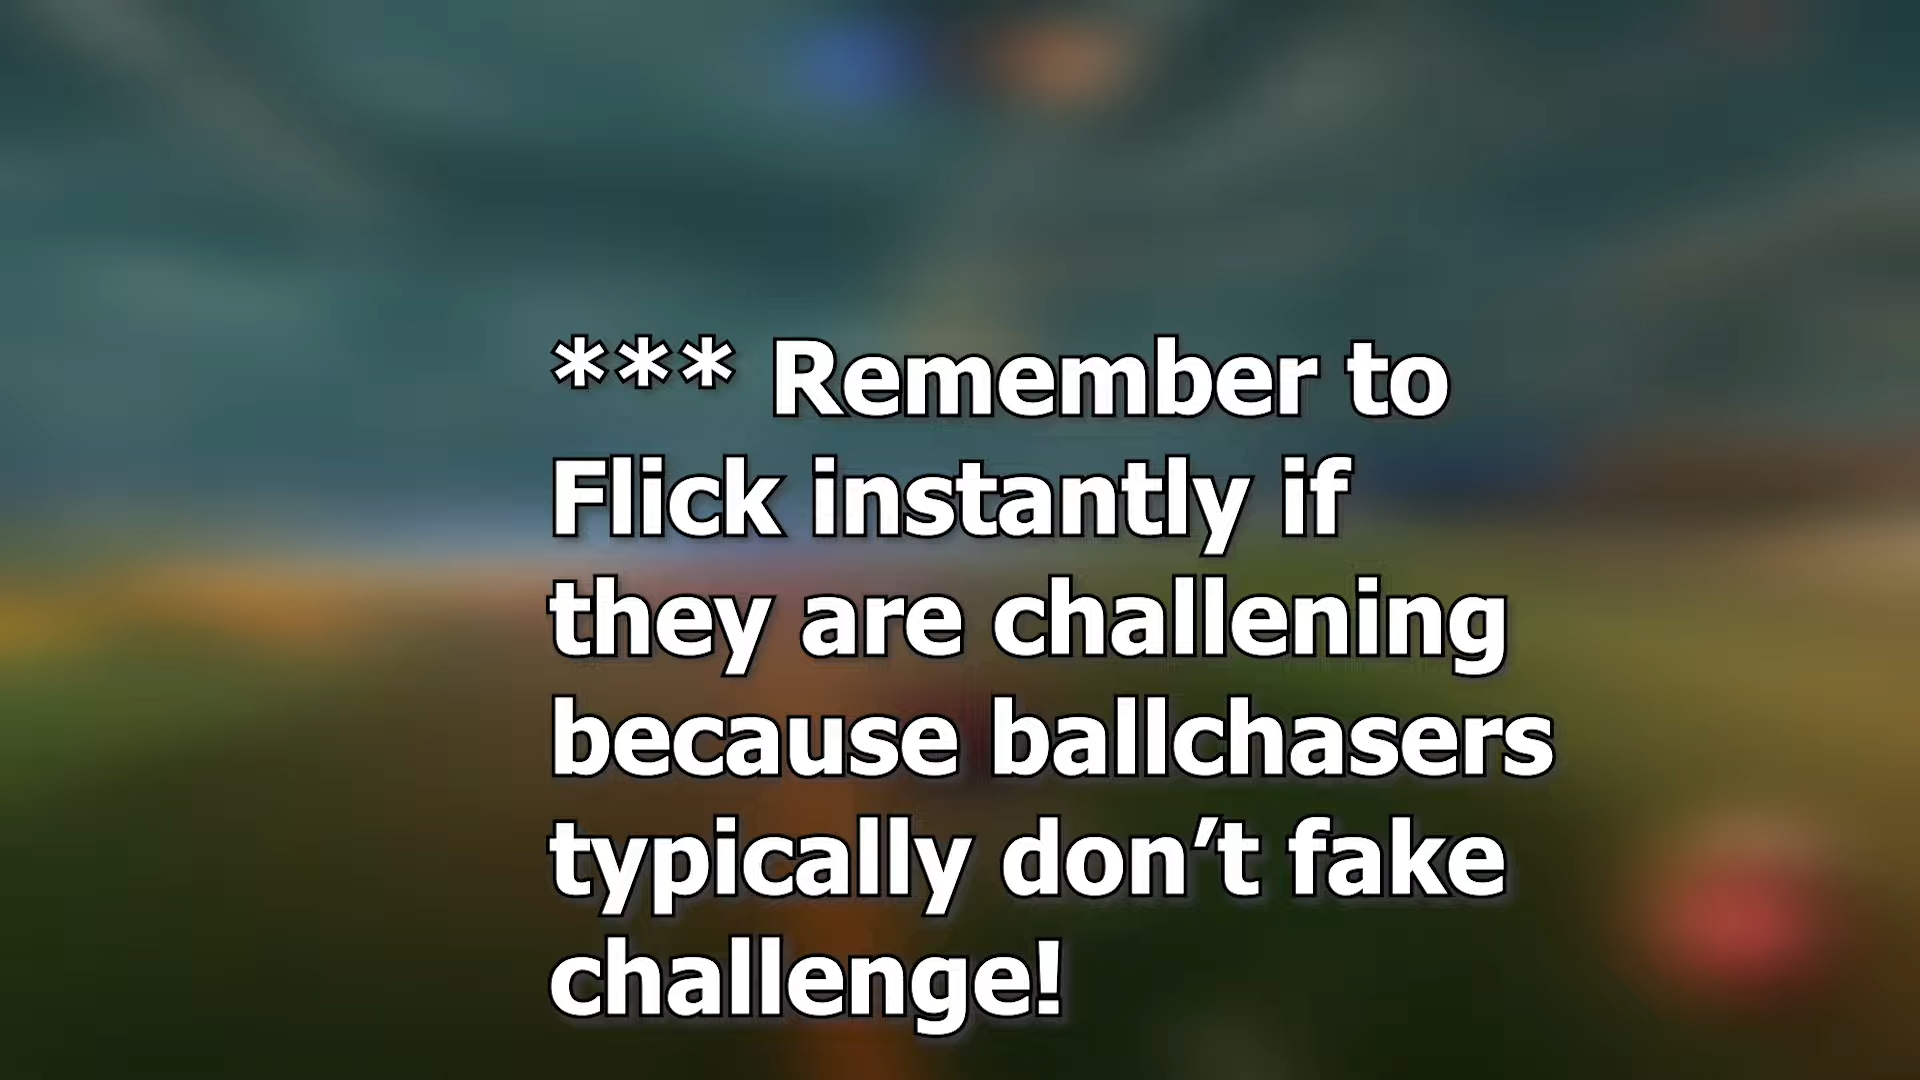 *** Remember to
Flick instantly if
they are challening
because ballchasers
typically don’t fake
challenge!